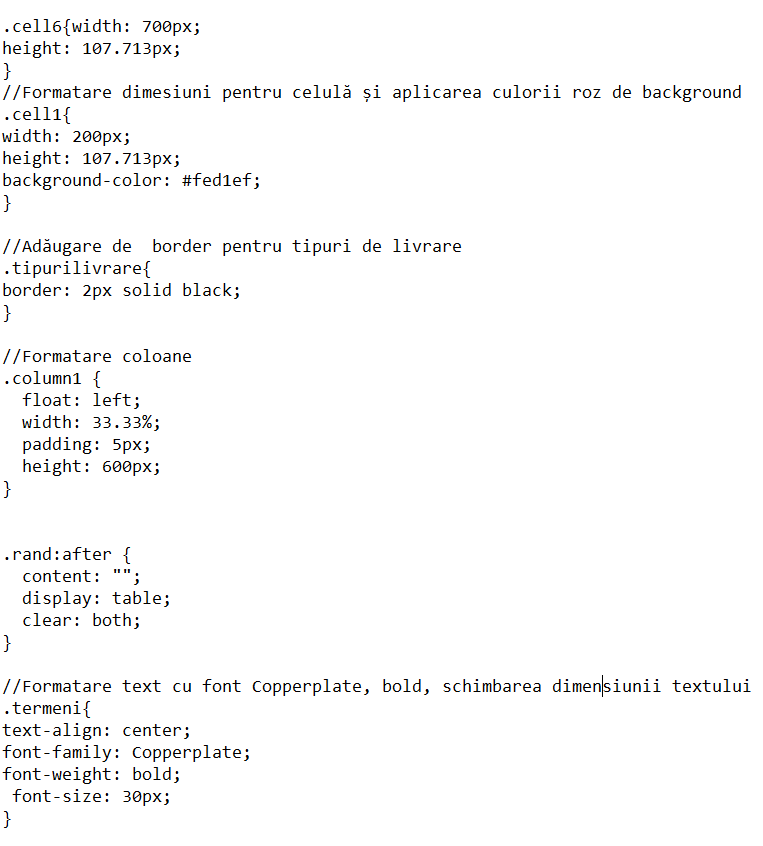 .cell6{width: 700px;
height: 107.713px;
}
//Formatare dimesiuni pentru celulă și aplicarea culorii roz de background
.cell1{
width: 200px;
height: 107.713px;
background-color: #fed1ef;
}

//Adăugare de  border pentru tipuri de livrare
.tipurilivrare{
border: 2px solid black;
}

//Formatare coloane
.column1 {
  float: left;
  width: 33.33%;
  padding: 5px;
  height: 600px;
}


.rand:after {
  content: "";
  display: table;
  clear: both;
}

//Formatare text cu font Copperplate, bold, schimbarea dimensiunii textului
.termeni{
text-align: center;
font-family: Copperplate;
font-weight: bold;
 font-size: 30px;
}